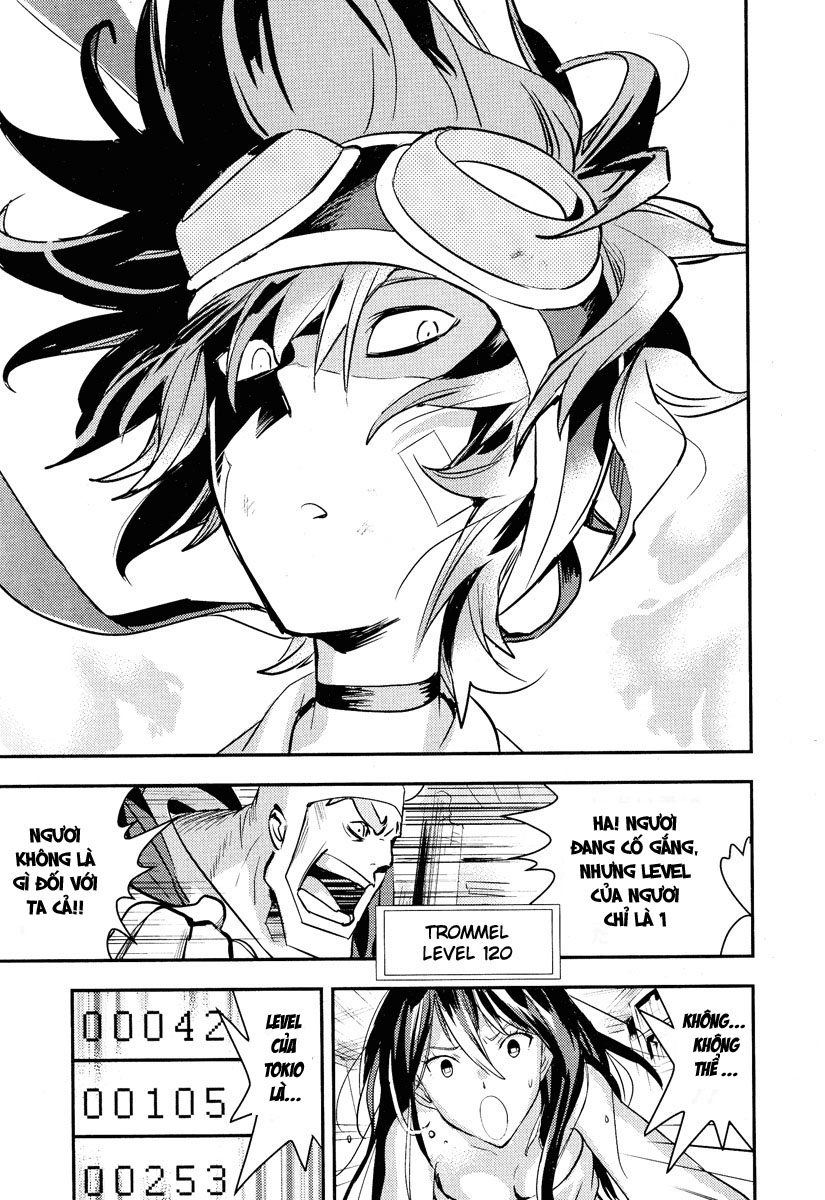 HA! NGƯƠI
ĐANG CỐ GẮNG,
NHƯNG LEVEL
CỦA NGƯƠI
CHỈ LÀ 1
NGƯƠI
KHÔNG LÀ
GÌ ĐỐI VỚI
TA CẢ!!
TROMMEL
LEVEL 120
KHÔNG...
KHÔNG
THỂ ...
LEVEL
CỦA
TOKIO
LÀ...
00042
00105
00253